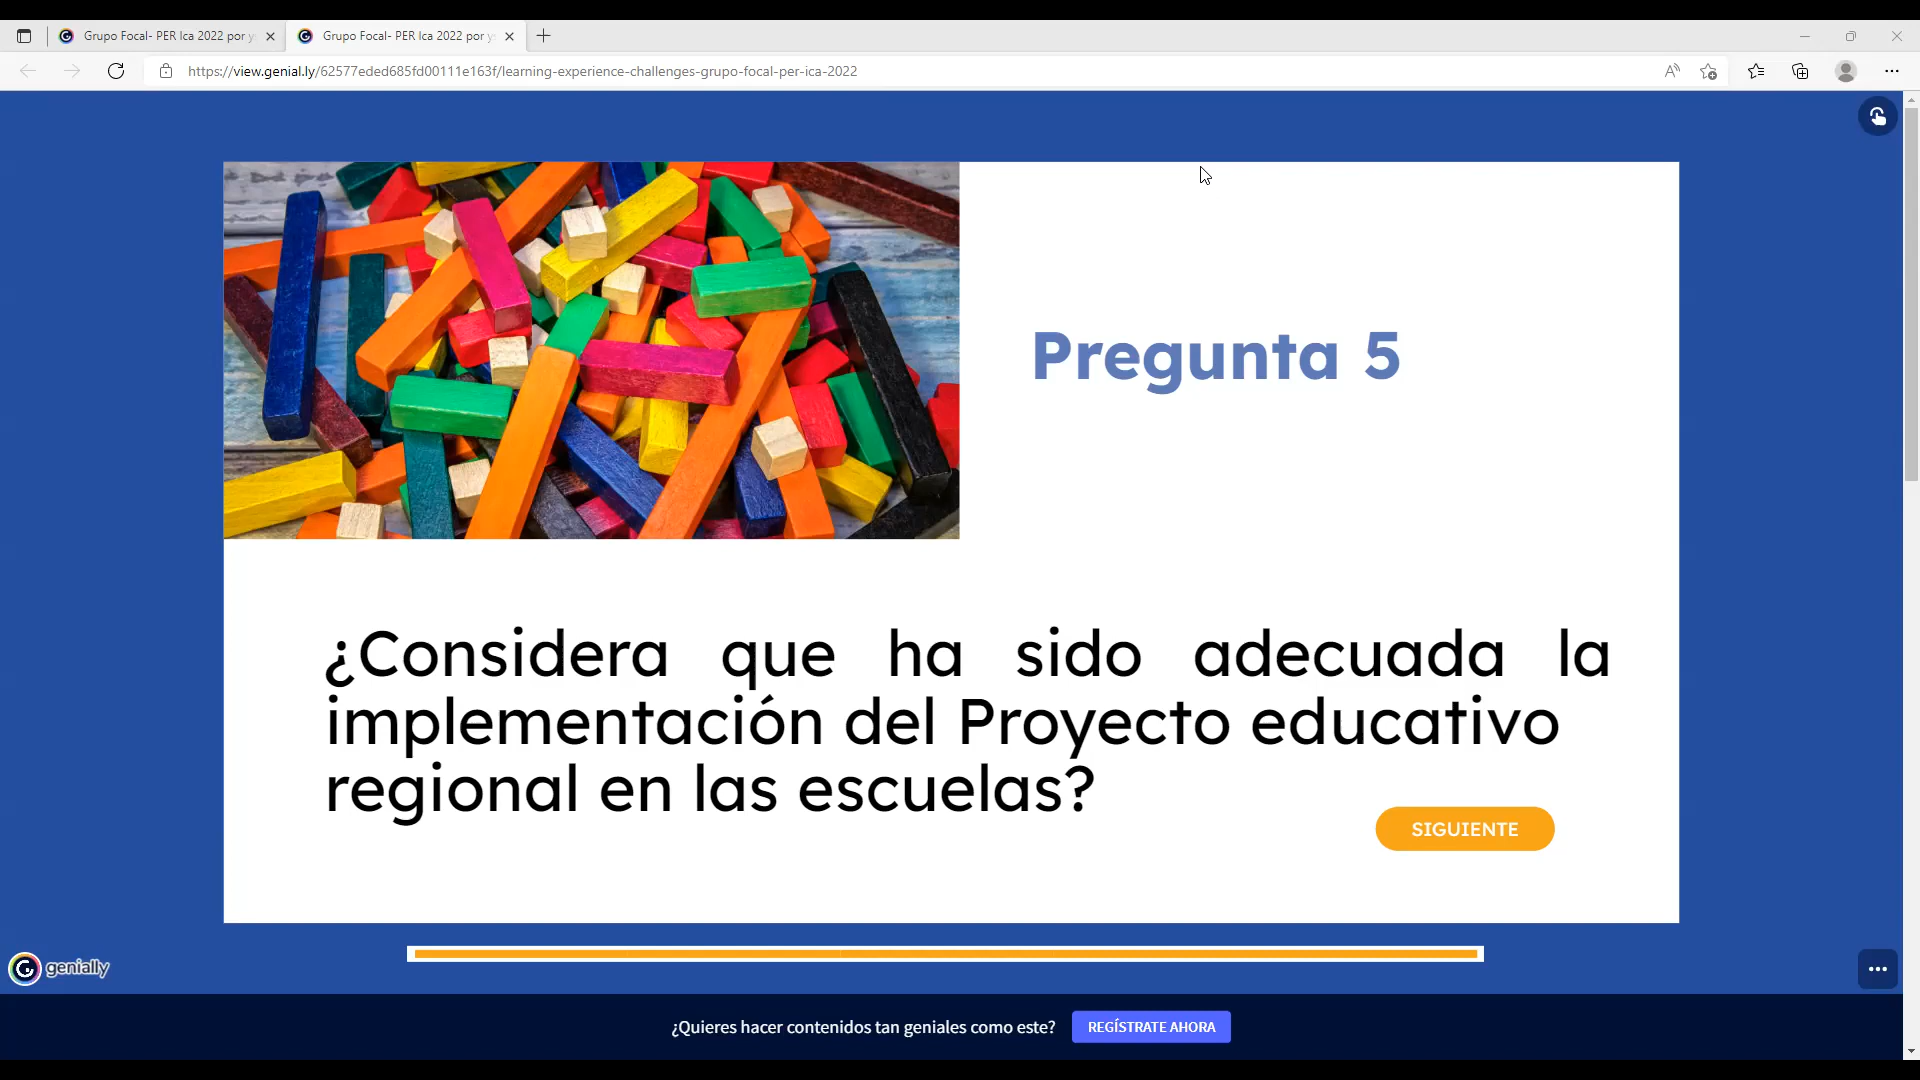 Grupo Focal- PER Ica 2022 por
Grupo Focal- PER Ica 2022 por
https://view.genial.ly/62577eded685fd00111e163f/learning-experience-challenges-grupo-focal-per-ica-2022
Pregunta 5
¿Considera que ha sido adecuada la
implementación del Proyecto educativo
regional en las escuelas?
SIGUIENTE
genially
¿Quieres hacer contenidos tan geniales como este?
REGÍSTRATE AHORA